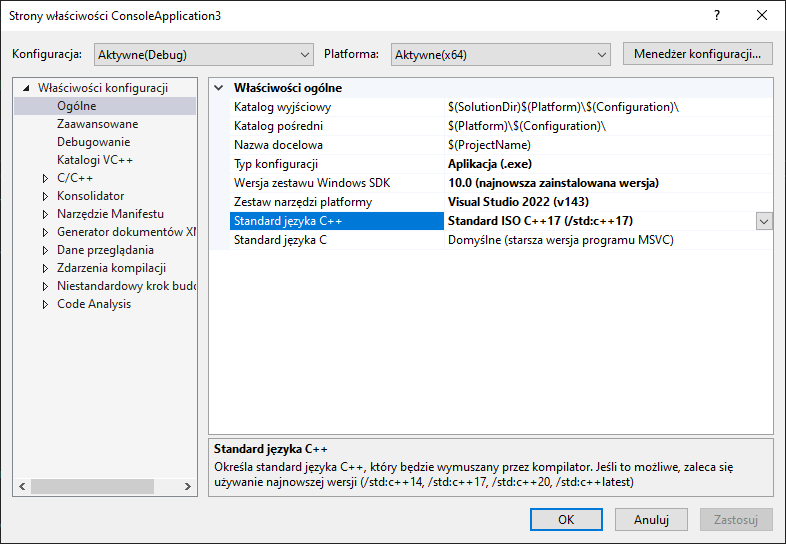 Strony właściwości ConsoleApplication3
Konfiguracja: Aktywne(Debug) Platforma: Aktywne(x64) Menedżer konfiguracji...
Właściwości konfiguracji
Ogólne
Zaawansowane
Debugowanie
Katalogi VC++
C/C++
Konsolidator
Narzędzie Manifestu
Generator dokumentów XM
Dane przeglądania
Zdarzenia kompilacji
Niestandardowy krok budo
Code Analysis
Właściwości ogólne
Katalog wyjściowy $(SolutionDir)$(Platform)\$(Configuration)\
Katalog pośredni $(Platform)\$(Configuration)\
Nazwa docelowa $(ProjectName)
Typ konfiguracji Aplikacja (.exe)
Wersja zestawu Windows SDK 10.0 (najnowsza zainstalowana wersja)
Zestaw narzędzi platformy Visual Studio 2022 (v143)
Standard języka C++ Standard ISO C++17 (/std:c++17)
Standard języka C Domyślne (starsza wersja programu MSVC)
Standard języka C++
Określa standard języka C++, który będzie wymuszany przez kompilator. Jeśli to możliwe, zaleca się
używanie najnowszej wersji (/std:c++14, /std:c++17, /std:c++20, /std:c++latest)
OK Anuluj Zastosuj